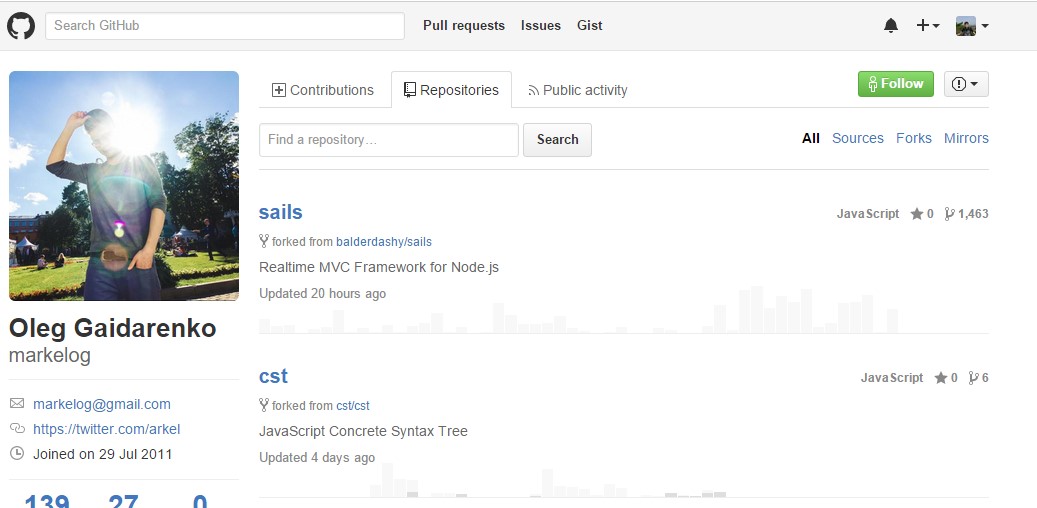 Search GitHub
Pull requests Issues Gist
Contributions Repositories Public activity
Follow
Find a repository...
Search
All Sources Forks Mirrors
sails
JavaScript 0 1,463
forked from balderdashy/sails
Realtime MVC Framework for Node.js
Updated 20 hours ago
cst
JavaScript 0 6
forked from cst/cst
JavaScript Concrete Syntax Tree
Updated 4 days ago
Oleg Gaidarenko
markelog
markelog@gmail.com
https://twitter.com/arkel
Joined on 29 Jul 2011
139 27 0